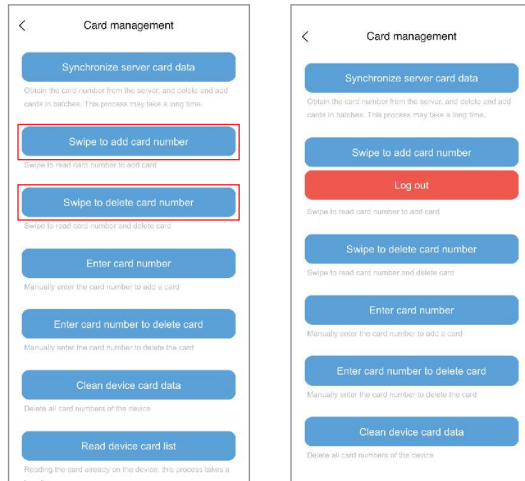 Card management
Synchronize server card data
Obtain the card number from the server, and delete and add
cards in batches. This process may take a long time.
Swipe to add card number
Swipe to read card number to add card
Swipe to delete card number
Swipe to read card number and delete card
Enter card number
Manually enter the card number to add a card
Enter card number to delete card
Manually enter the card number to delete the card
Clean device card data
Delete all card numbers of the device
Read device card list
Reading the card already on the device, this process takes a
Card management
Synchronize server card data
Obtain the card number from the server, and delete and add
cards in batches. This process may take a long time.
Swipe to add card number
Log out
Swipe to read card number to add card
Swipe to delete card number
Swipe to read card number and delete card
Enter card number
Manually enter the card number to add a card
Enter card number to delete card
Manually enter the card number to delete the card
Clean device card data
Delete all card numbers of the device